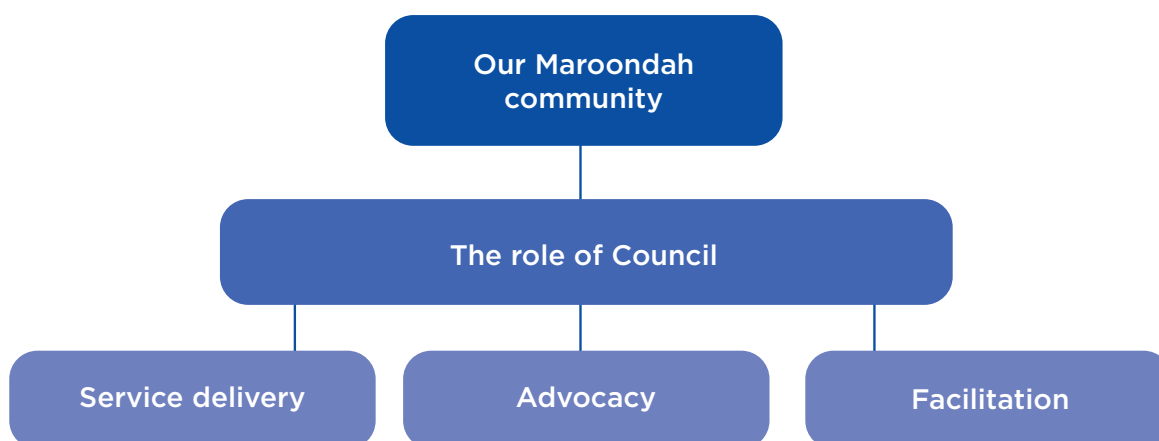 Our Maroondah
community
The role of Council
Service delivery
Advocacy
Facilitation